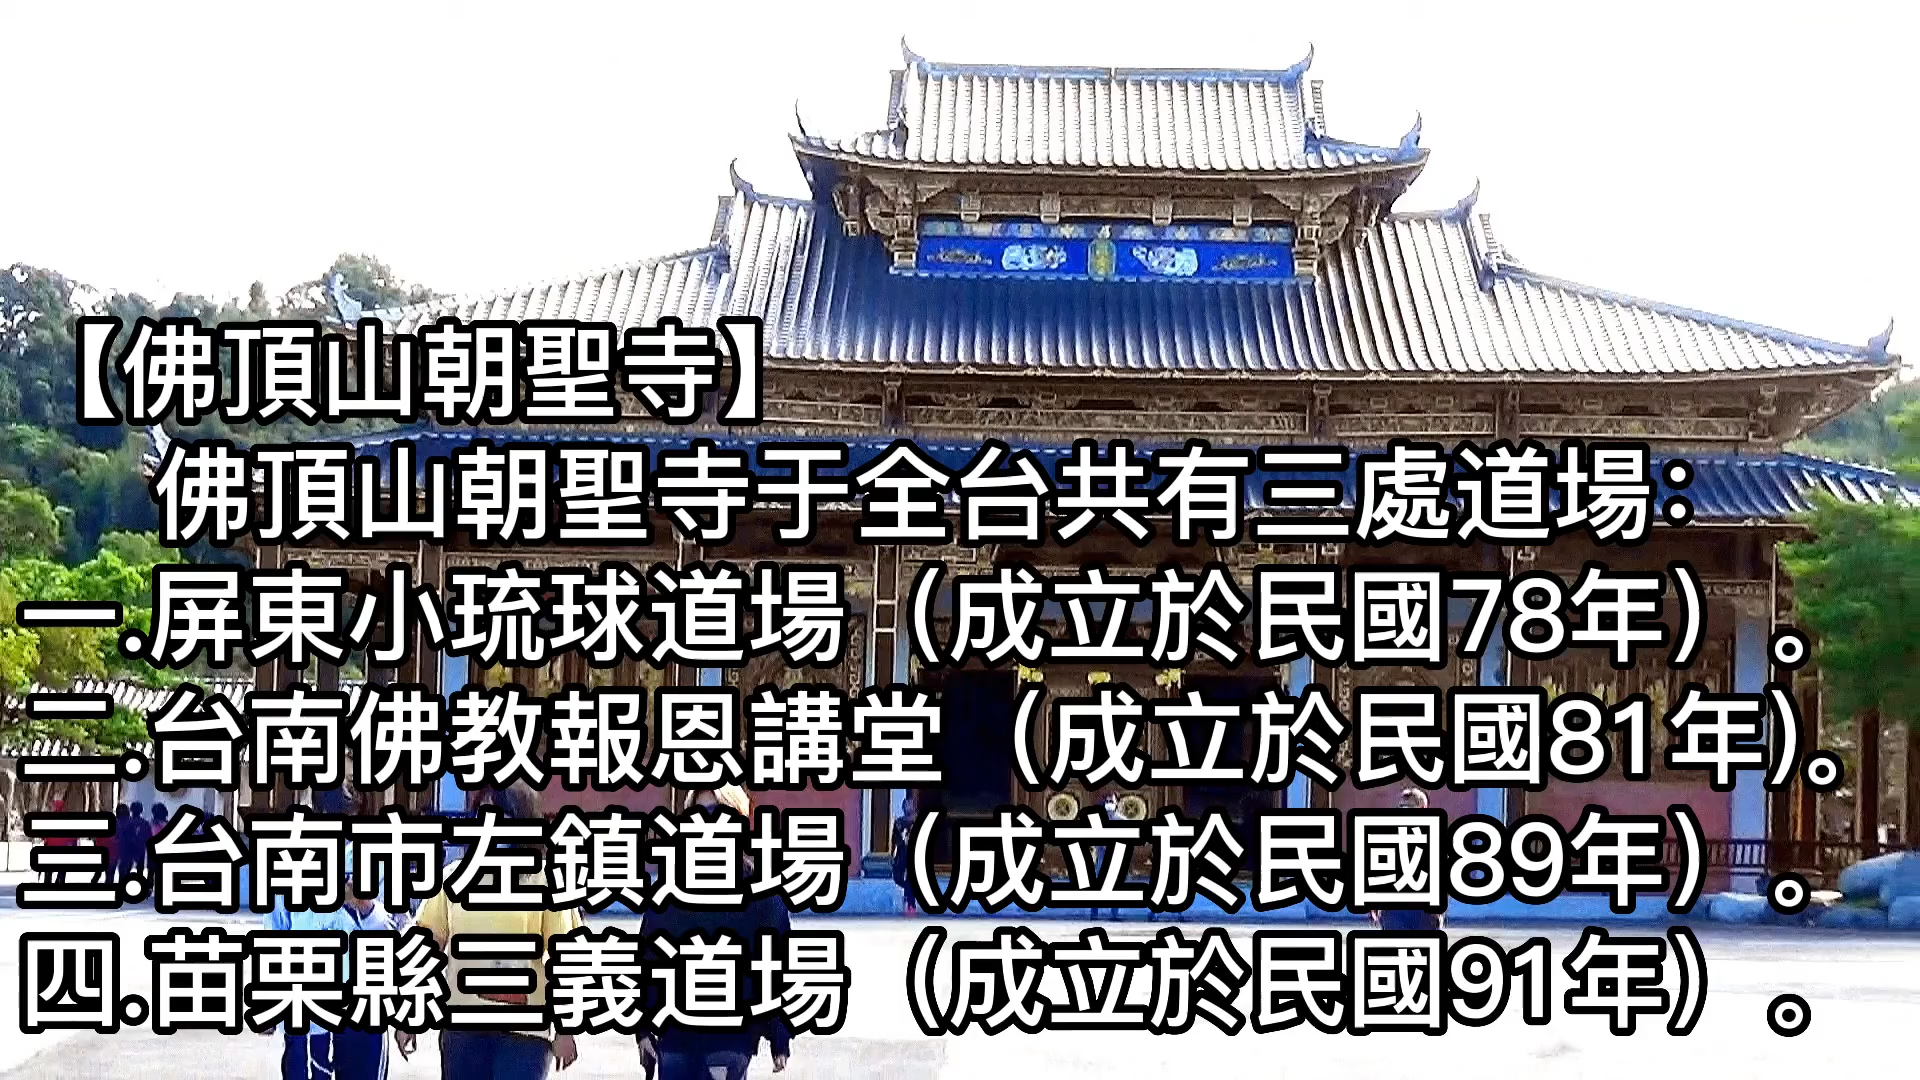 【佛頂山朝聖寺】
佛頂山朝聖寺于全台共有三處道場：
一.屏東小琉球道場（成立於民國78年）。
二.台南佛教報恩講堂（成立於民國81年)。
三.台南市左鎮道場（成立於民國89年）。
四.苗栗縣三義道場（成立於民國91年）。